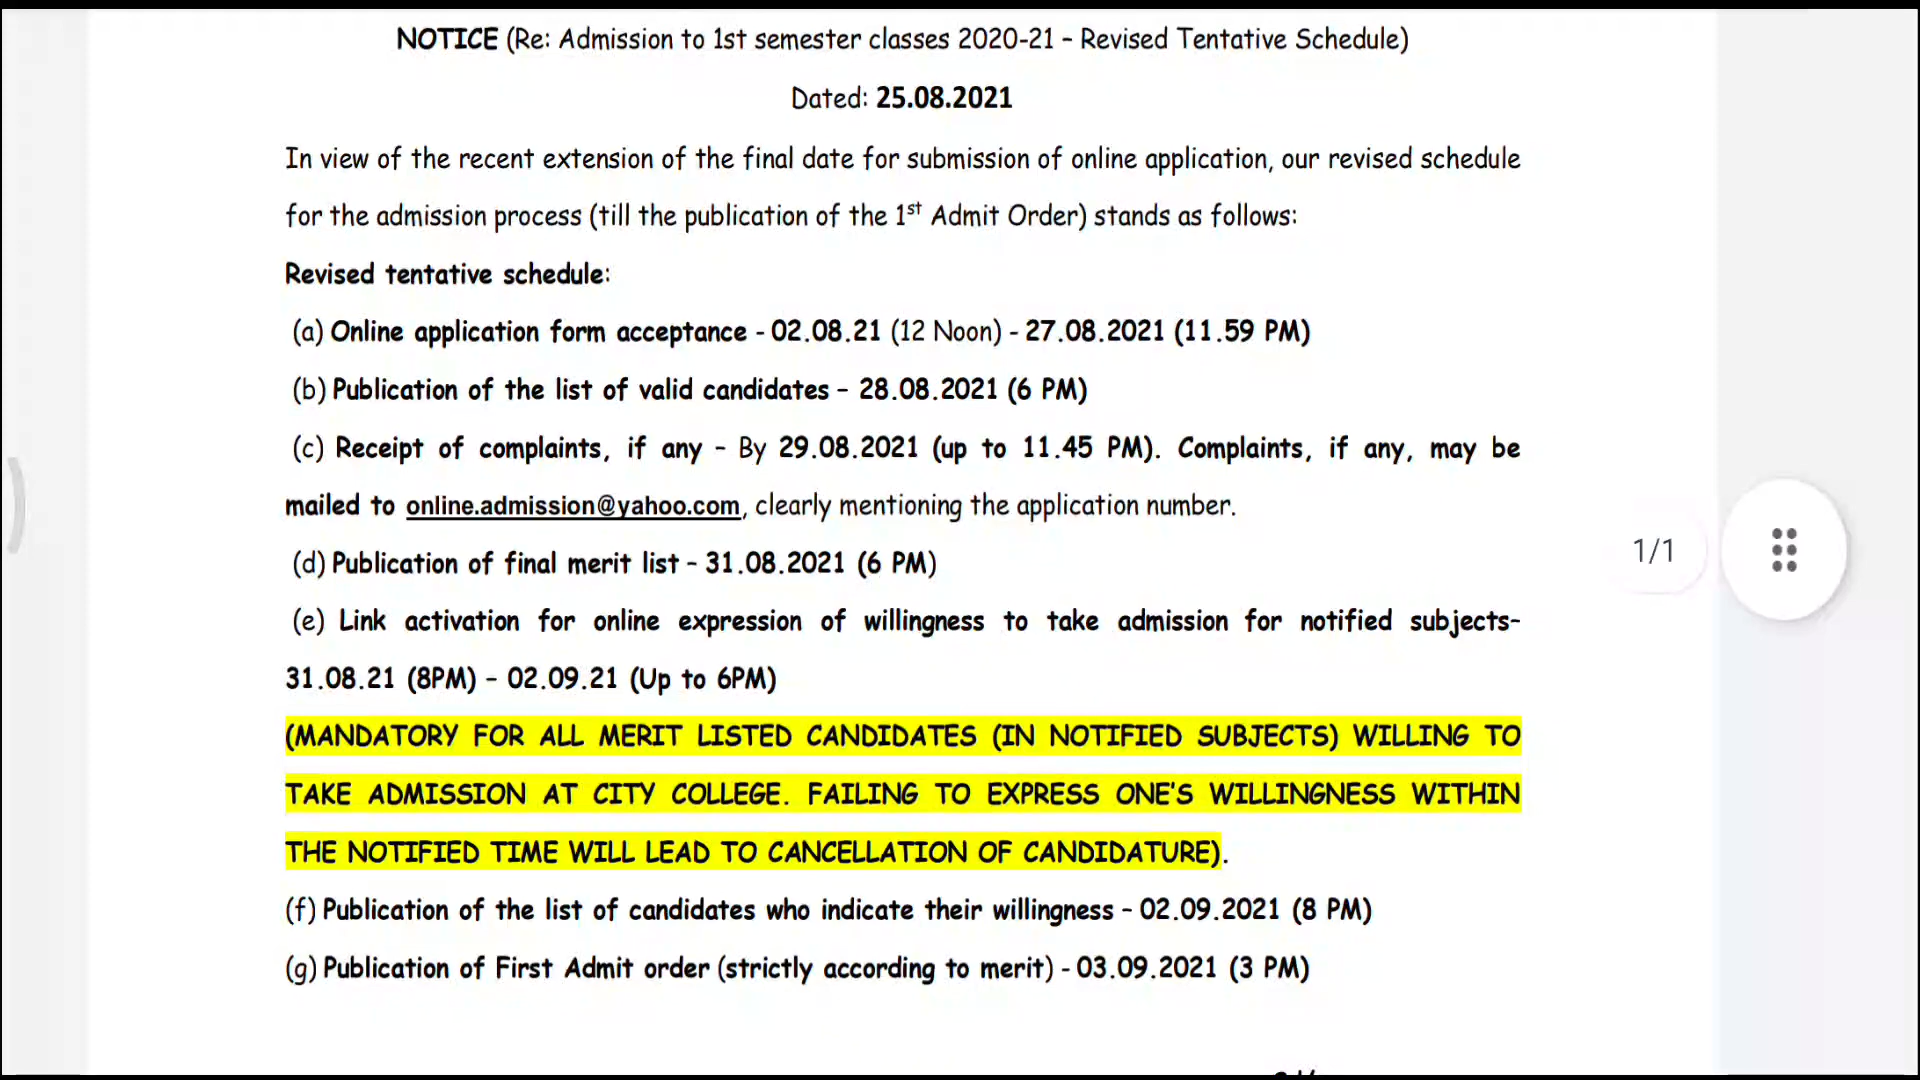 NOTICE (Re: Admission to 1st semester classes 2020-21 – Revised Tentative Schedule)
Dated: 25.08.2021
In view of the recent extension of the final date for submission of online application, our revised schedule
for the admission process (till the publication of the 1st Admit Order) stands as follows:
Revised tentative schedule:
(a) Online application form acceptance - 02.08.21 (12 Noon) - 27.08.2021 (11.59 PM)
(b) Publication of the list of valid candidates – 28.08.2021 (6 PM)
(c) Receipt of complaints, if any - By 29.08.2021 (up to 11.45 PM). Complaints, if any, may be
mailed to online.admission@yahoo.com, clearly mentioning the application number.
1/1
(d) Publication of final merit list - 31.08.2021 (6 PM)
(e) Link activation for online expression of willingness to take admission for notified subjects-
31.08.21 (8PM) – 02.09.21 (Up to 6PM)
(MANDATORY FOR ALL MERIT LISTED CANDIDATES (IN NOTIFIED SUBJECTS) WILLING TO
TAKE ADMISSION AT CITY COLLEGE. FAILING TO EXPRESS ONE'S WILLINGNESS WITHIN
THE NOTIFIED TIME WILL LEAD TO CANCELLATION OF CANDIDATURE).
(f) Publication of the list of candidates who indicate their willingness – 02.09.2021 (8 PM)
(g) Publication of First Admit order (strictly according to merit) - 03.09.2021 (3 PM)